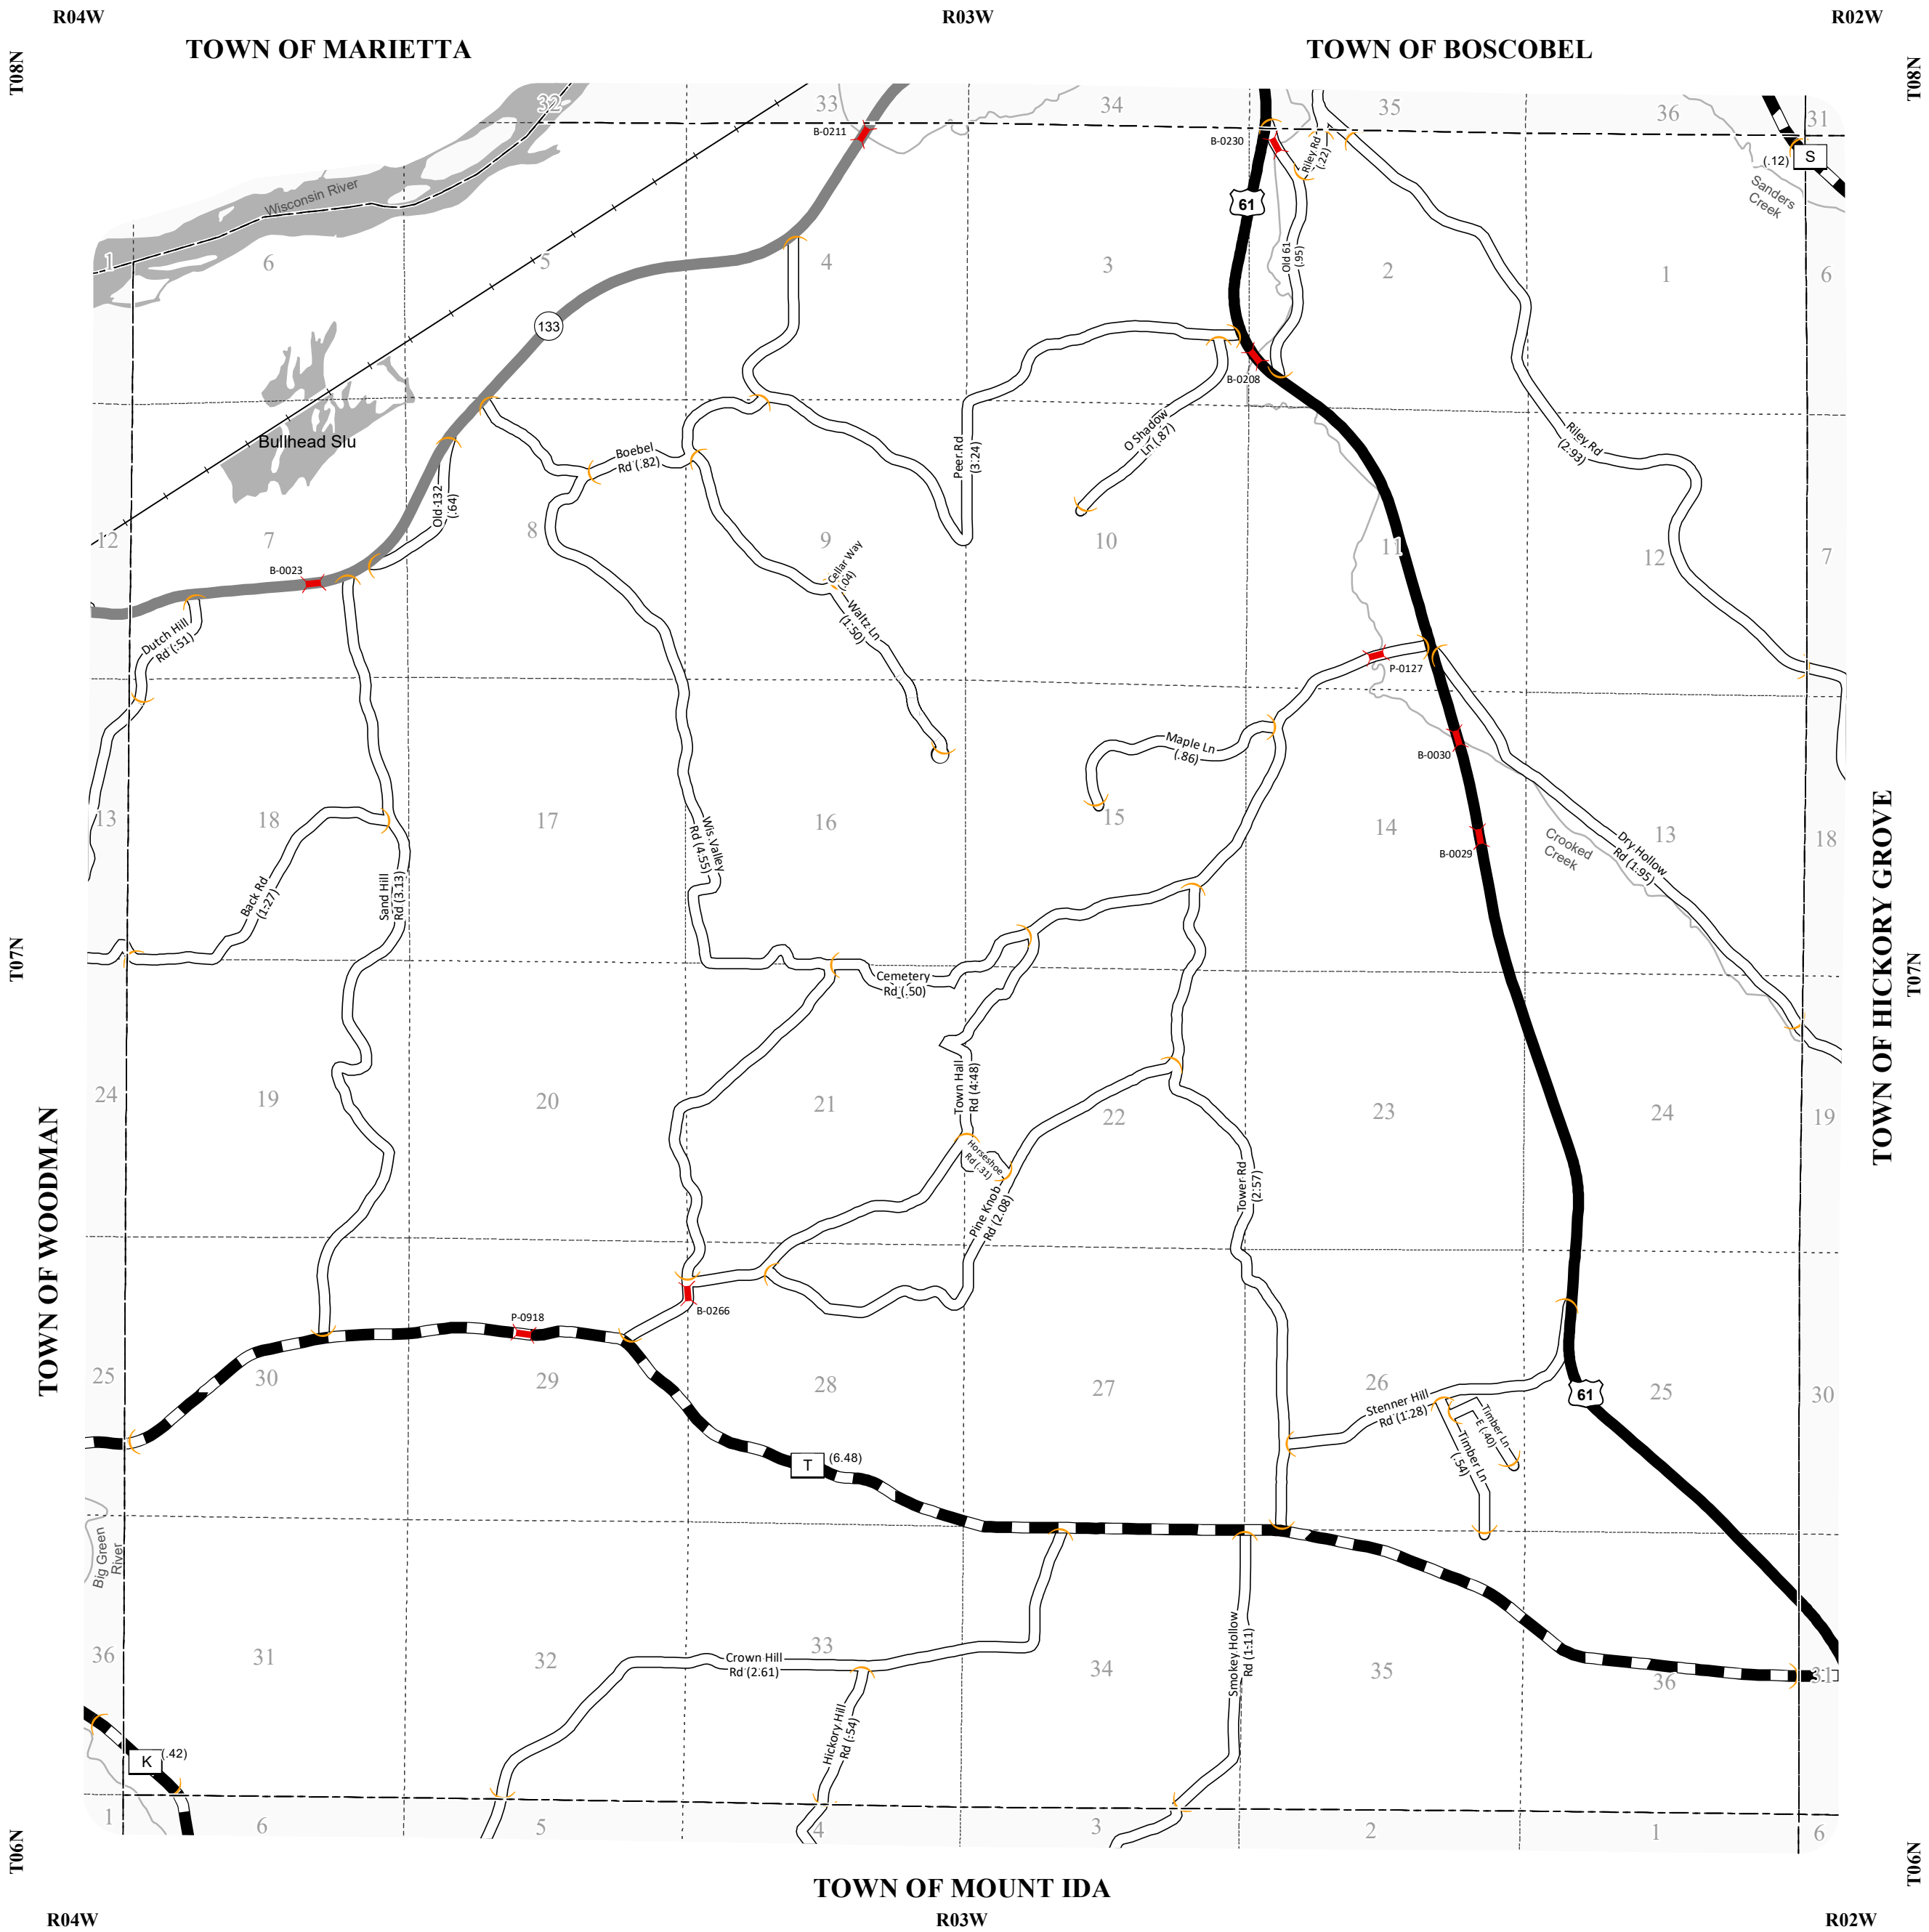 R04W
R03W
R02W
TOWN OF MARIETTA
TOWN OF BOSCOBEL
T08N
T08N
32
33
34
35
36
31
B-0211
B-0230
Riley Rd
(.22)
(.12)
S
Sanders
Creek
Wisconsin River
61
1
6
5
4
3
Old 61
(.95)
2
1
6
133
B-0208
Bullhead Slu
Boebel
Rd (.82)
Peer Rd
(3.24)
O Shadow
Ln (.87)
Riley Rd
(2.93)
Old 132
(.64)
12
7
8
9
10
11
12
7
B-0023
Cellar Way
(.04)
Waltz Ln
(1.50)
Dutch Hill
Rd (.51)
P-0127
Maple Ln
(.86)
B-0030
13
18
17
16
15
14
13
18
B-0029
Crooked
Creek
Dry Hollow
Rd (1.95)
Wis Valley
Rd (4.55)
Back Rd
(1.27)
Sand Hill
Rd (3.13)
TOWN OF HICKORY GROVE
T07N
T07N
Cemetery
Rd (.50)
24
19
20
21
22
23
24
19
Town Hall
Rd (4.48)
Horseshoe
Rd (.31)
Pine Knob
Rd (2.08)
Tower Rd
(2.57)
TOWN OF WOODMAN
B-0266
P-0918
25
30
29
28
27
26
25
30
61
Stenner Hill
Rd (1.28)
Timber Ln
E (.40)
Timber Ln
(.54)
T
(6.48)
Big Green
River
36
31
32
33
34
35
36
31
Crown Hill
Rd (2.61)
Smokey Hollow
Rd (1.11)
Hickory Hill
Rd (.54)
K
(.42)
1
6
5
4
3
2
1
6
T06N
T06N
TOWN OF MOUNT IDA
R04W
R03W
R02W